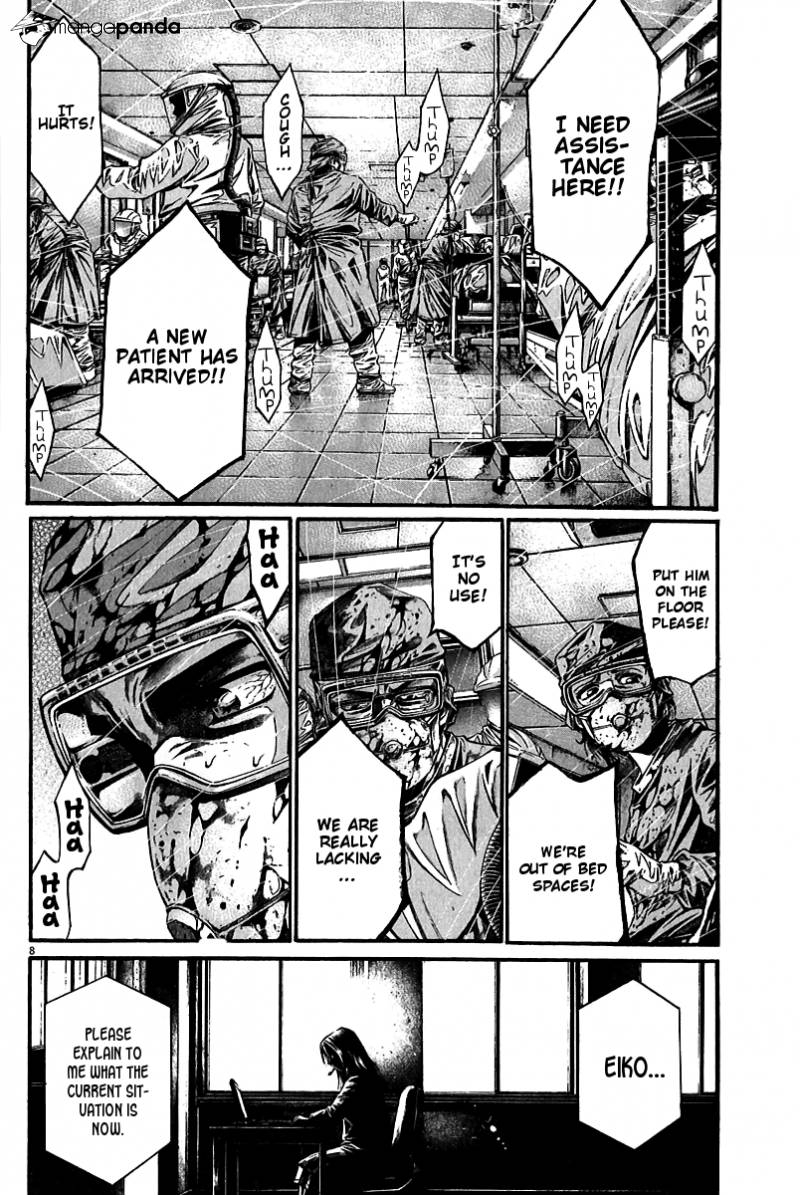 mangapanda
I NEED
ASSIS-
TANCE
HERE!!
THUMP
THUMP
COUGH
...
IT
HURTS!
A NEW
PATIENT HAS
ARRIVED!!
THUMP
THUMP
THUMP
THUMP
THUMP
PUT HIM
ON THE
FLOOR
PLEASE!
WE'RE
OUT OF BED
SPACES!
IT'S
NO
USE!
WE ARE
REALLY
LACKING
...
HAA
HAA
HAA
8
EIKO...
PLEASE
EXPLAIN TO
ME WHAT THE
CURRENT SIT-
UATION IS
NOW.